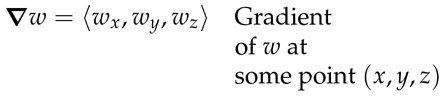 ∇w = ⟨w_x, w_y, w_z⟩ Gradient
of w at
some point (x, y, z)